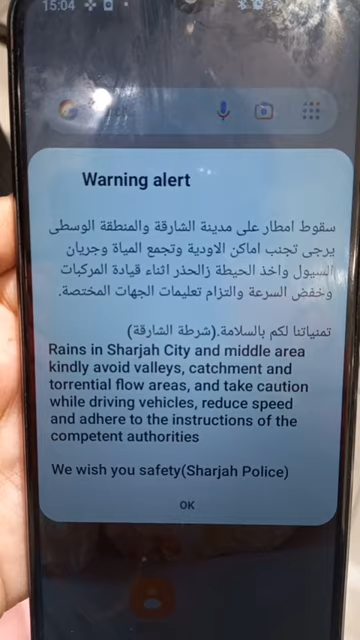 15:04
Warning alert
سقوط امطار على مدينة الشارقة والمنطقة الوسطى
يرجى تجنب اماكن الاودية وتجمع المياة وجريان
السيول واخذ الحيطة زالحذر اثناء قيادة المركبات
وخفض السرعة والتزام تعليمات الجهات المختصة.
تمنياتنا لكم بالسلامة.(شرطة الشارقة)
Rains in Sharjah City and middle area
kindly avoid valleys, catchment and
torrential flow areas, and take caution
while driving vehicles, reduce speed
and adhere to the instructions of the
competent authorities
We wish you safety(Sharjah Police)
OK